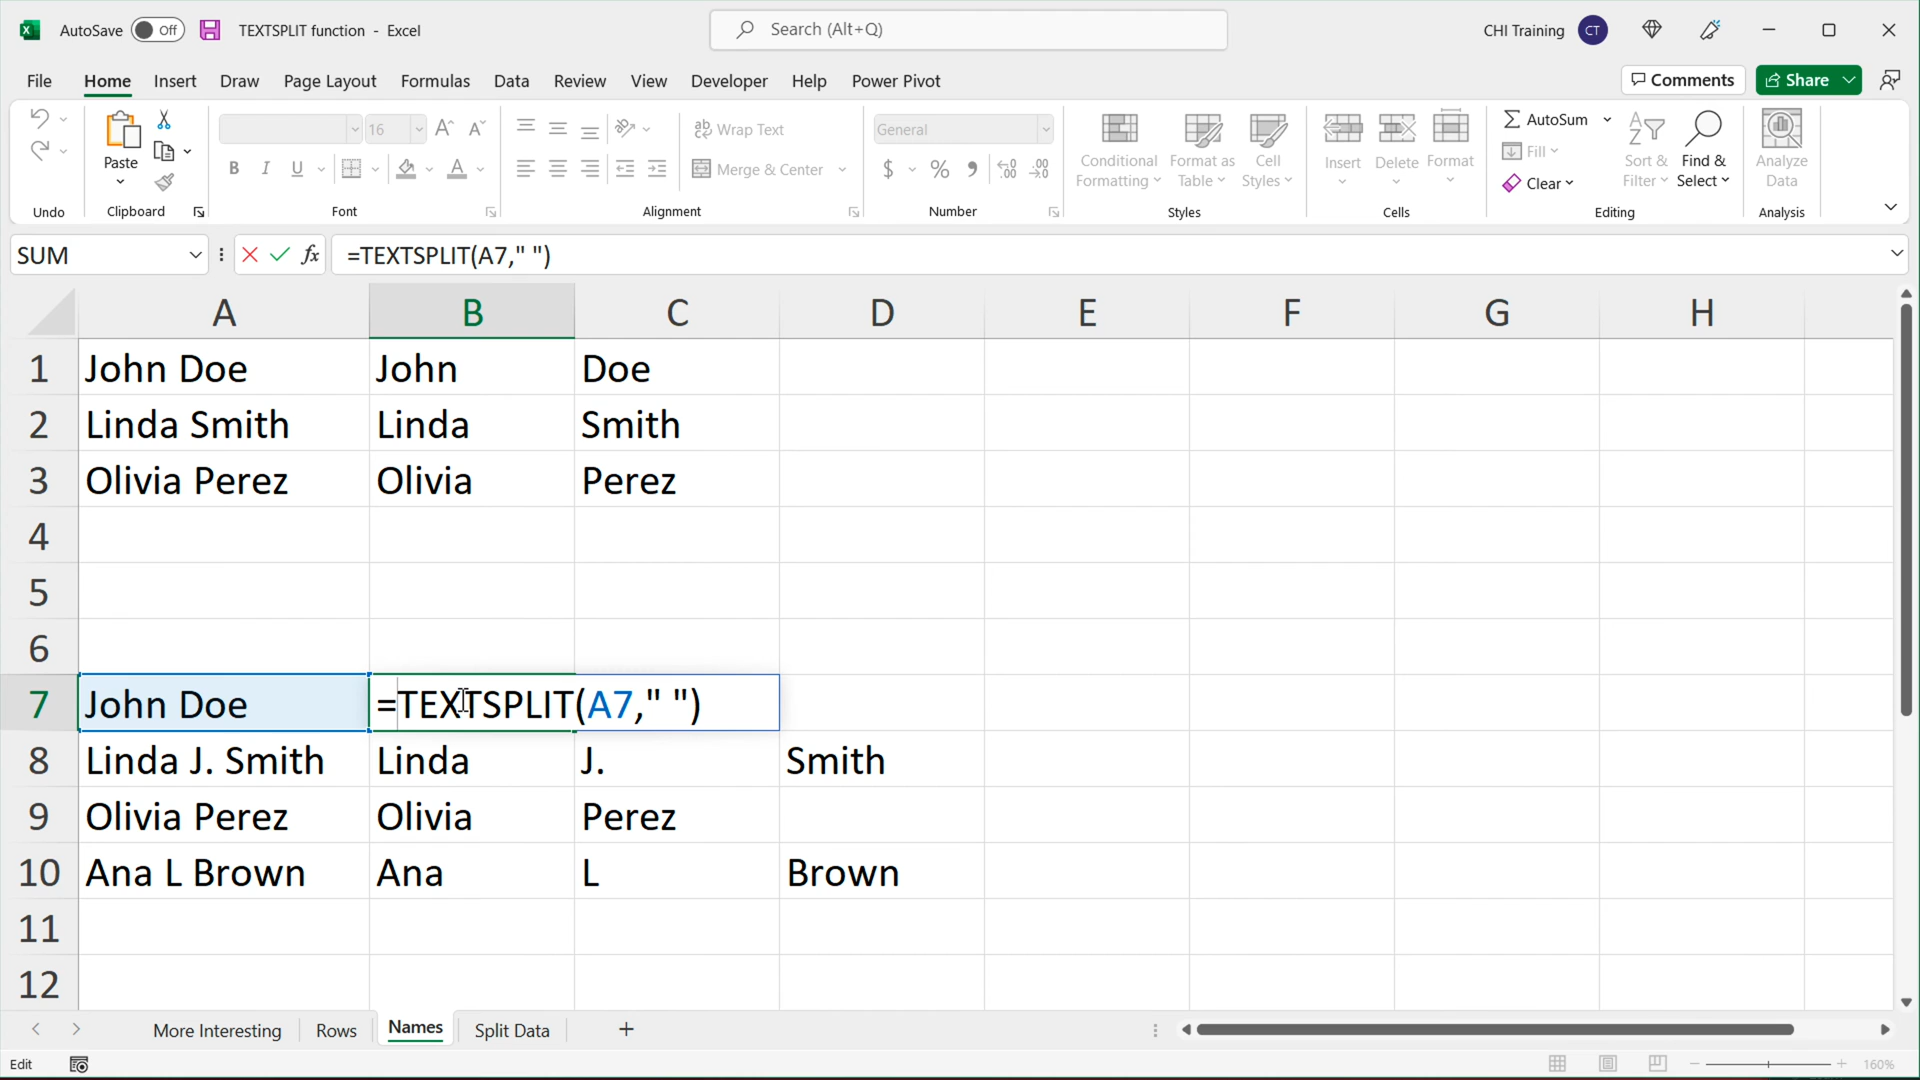 AutoSave Off TEXTSPLIT function - Excel Search (Alt+Q) CHI Training CT
File Home Insert Draw Page Layout Formulas Data Review View Developer Help Power Pivot Comments Share
16 Wrap Text General AutoSum
Paste B I U Merge & Center $ % Conditional Formatting Format as Table Cell Styles Insert Delete Format Fill Sort & Filter Find & Select Analyze Data
Clear
Undo Clipboard Font Alignment Number Styles Cells Editing Analysis
SUM fx =TEXTSPLIT(A7," ")
A B C D E F G H
1 John Doe John Doe
2 Linda Smith Linda Smith
3 Olivia Perez Olivia Perez
4
5
6
7 John Doe =TEXTSPLIT(A7," ")
8 Linda J. Smith Linda J. Smith
9 Olivia Perez Olivia Perez
10 Ana L Brown Ana L Brown
11
12
More Interesting Rows Names Split Data +
Edit 160%